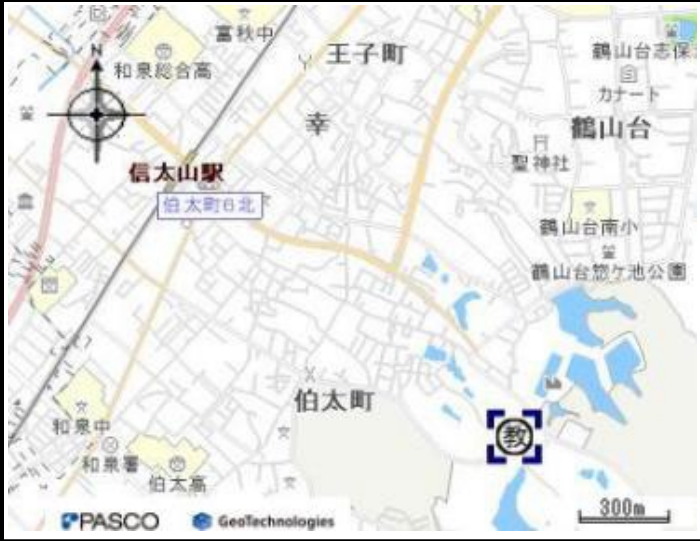 富秋中
王子町
和泉総合高
N
鶴山台志保
カナート
幸
鶴山台
聖神社
信太山駅
伯太町6北
鶴山台南小
鶴山台惣ケ池公園
伯太町
教
和泉中
和泉署
伯太高
300m
PASCO
GeoTechnologies